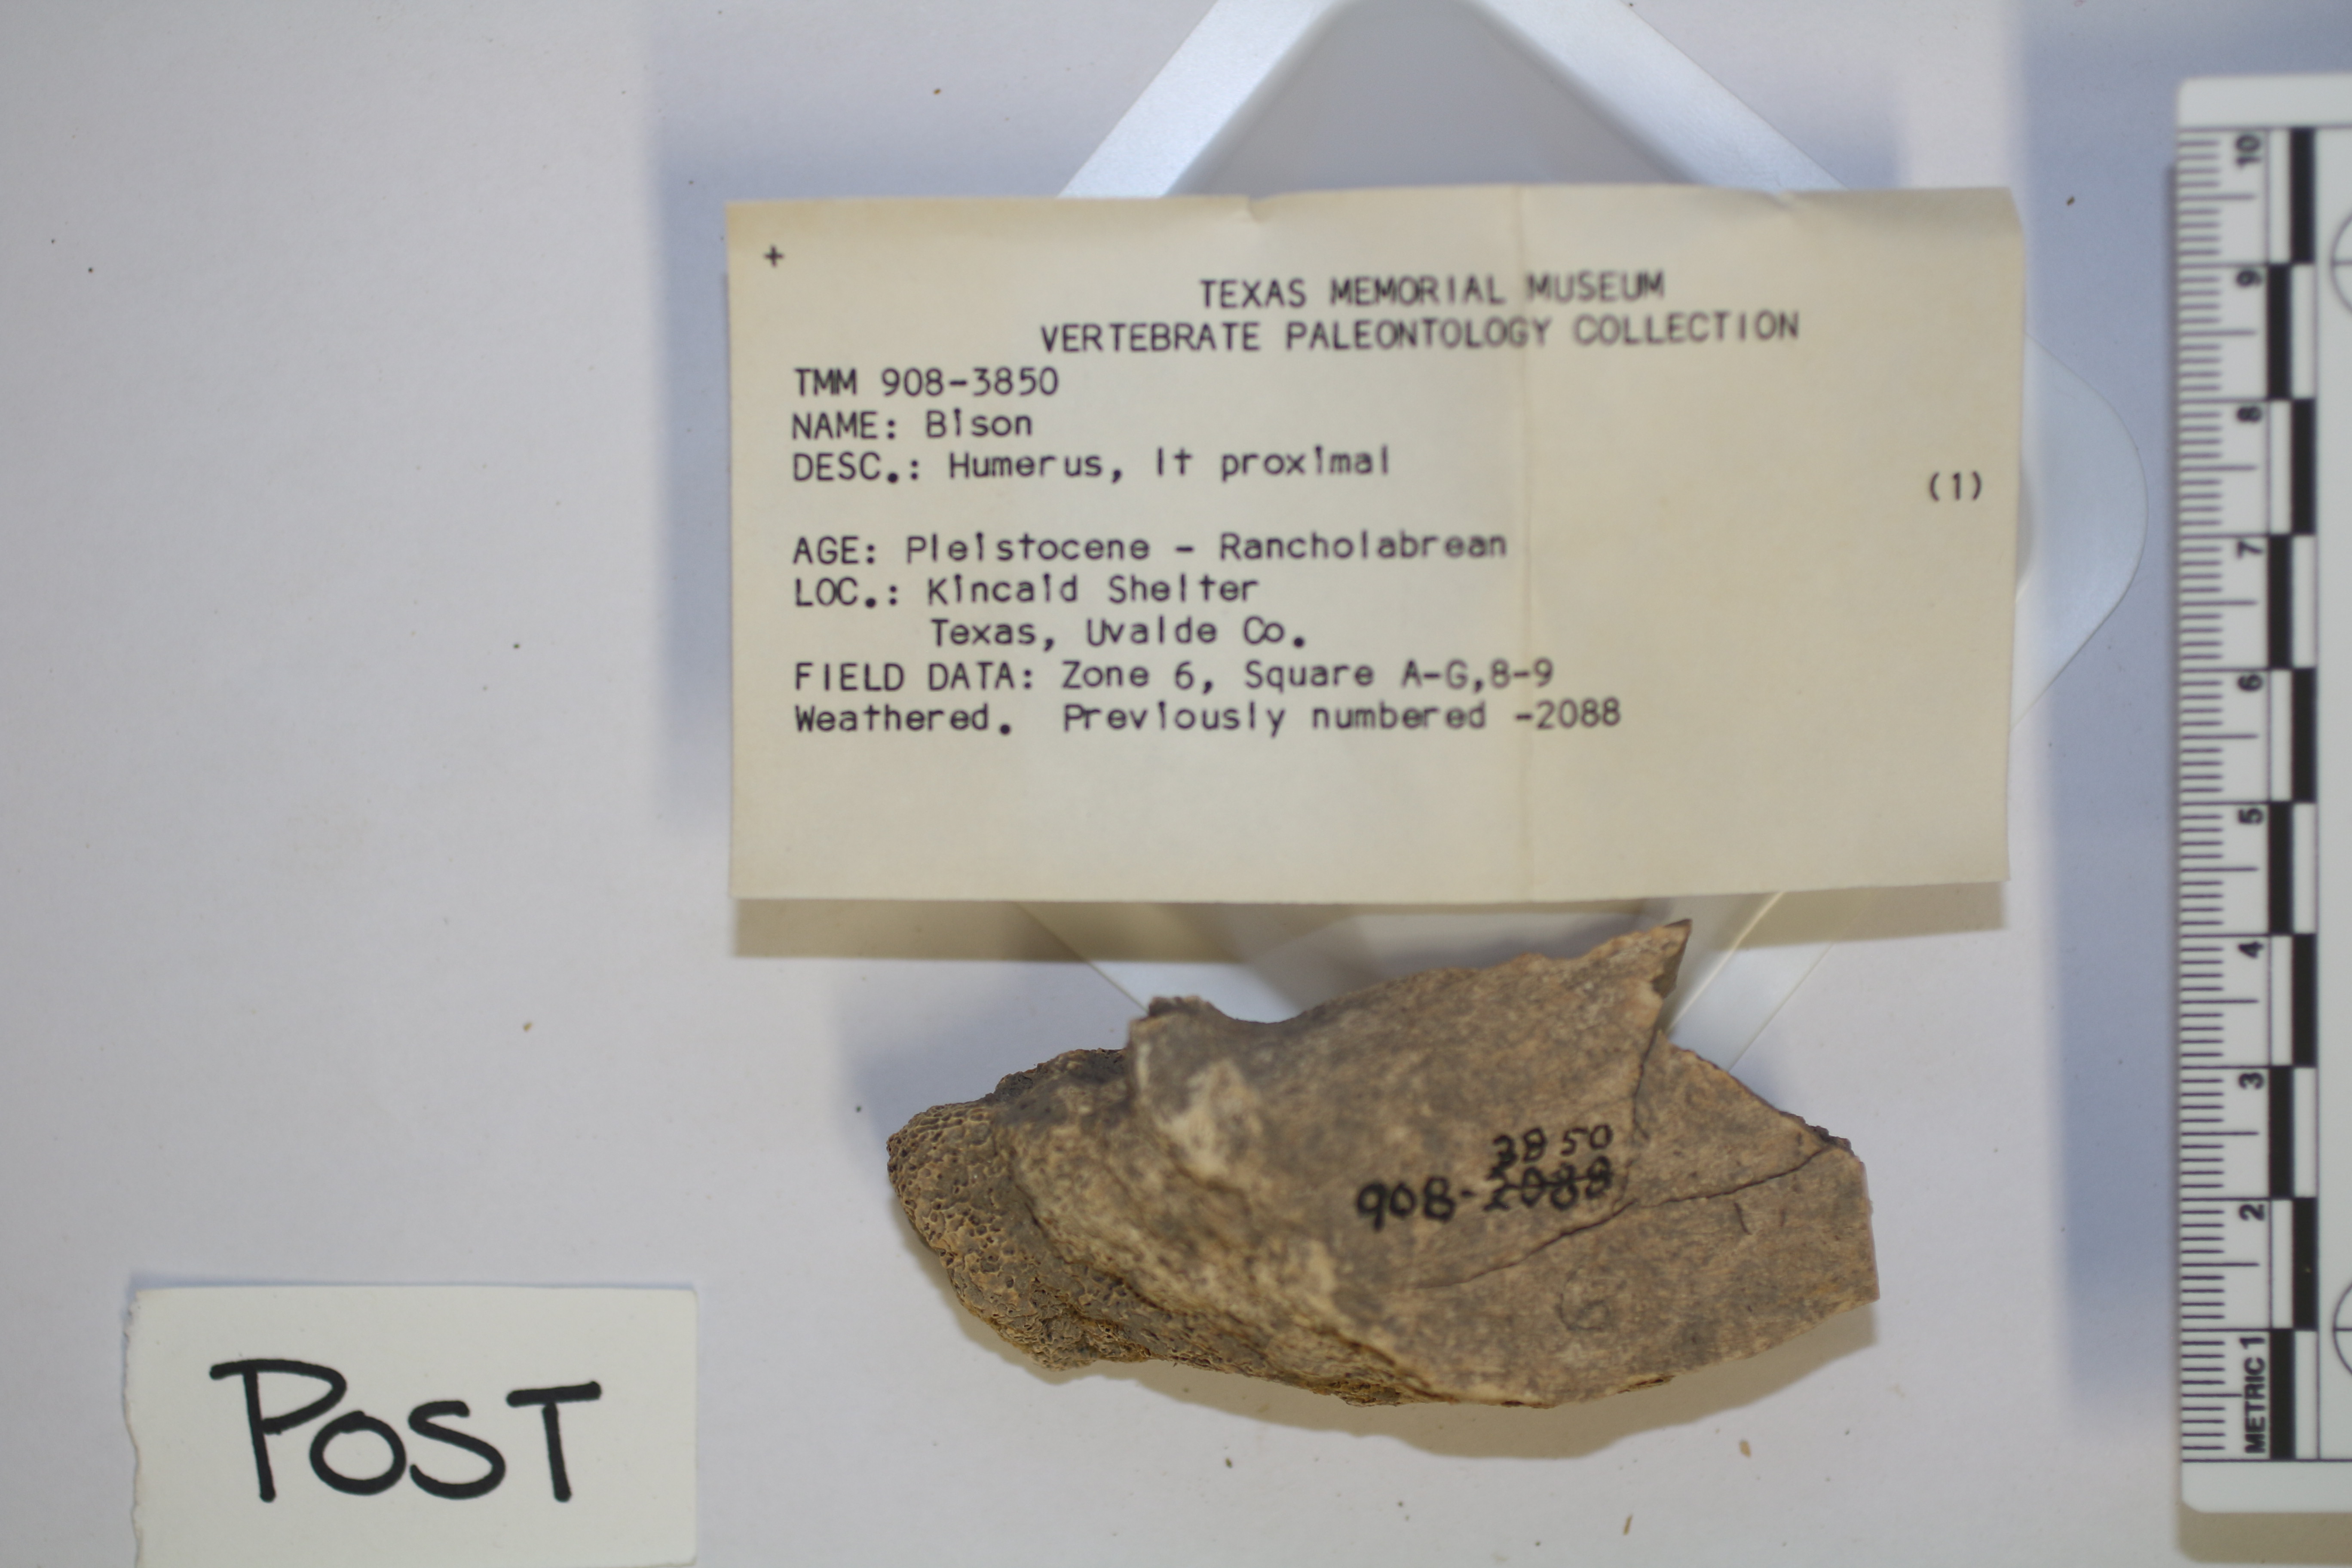 +
TEXAS MEMORIAL MUSEUM
VERTEBRATE PALEONTOLOGY COLLECTION
TMM 908-3850
NAME: Bison
DESC.: Humerus, lt proximal
(1)
AGE: Pleistocene - Rancholabrean
LOC.: Kincaid Shelter
Texas, Uvalde Co.
FIELD DATA: Zone 6, Square A-G,8-9
Weathered. Previously numbered -2088
3850
908-2088
6
POST
10
9
8
7
6
5
4
3
2
METRIC 1